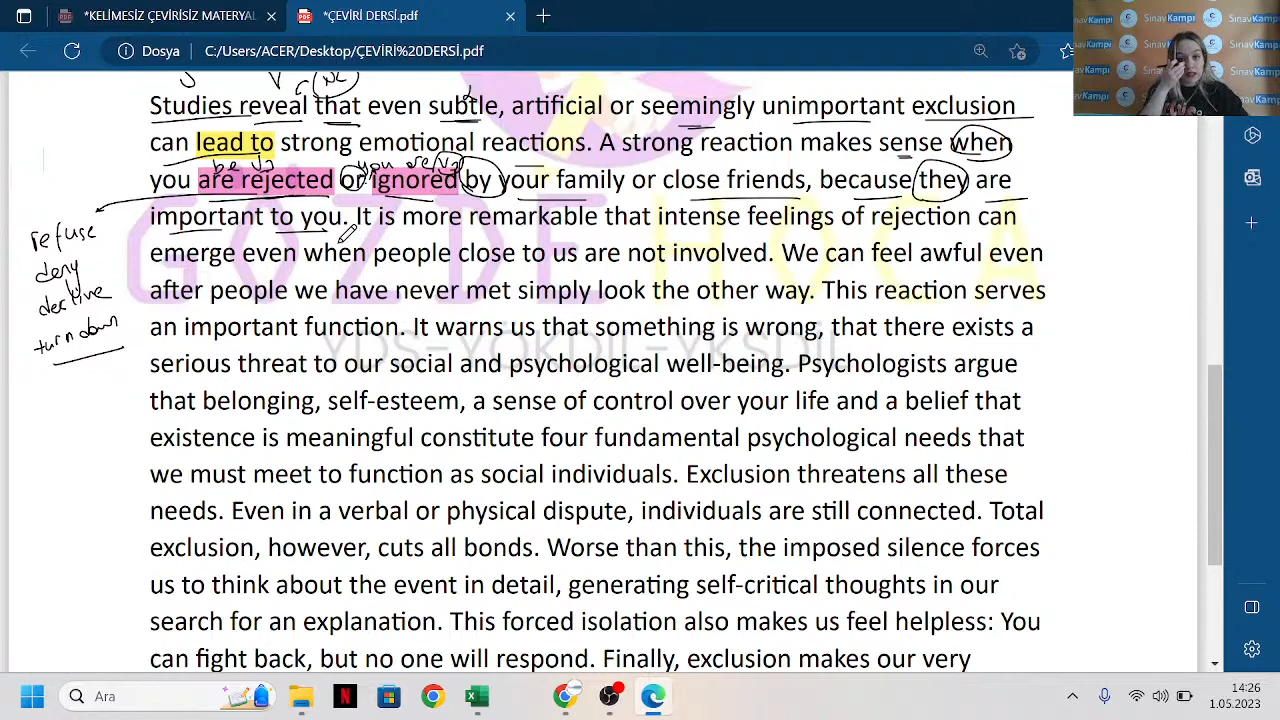 *KELİMESİZ ÇEVİRİSİZ MATERYAL
*ÇEVİRİ DERSİ.pdf
Dosya
C:/Users/ACER/Desktop/ÇEVİRİ%20DERSİ.pdf
SınavKampı
S V NC
Studies reveal that even subtle, artificial or seemingly unimportant exclusion
can lead to strong emotional reactions. A strong reaction makes sense when
be V3 you are V3
you are rejected or ignored by your family or close friends, because they are
important to you. It is more remarkable that intense feelings of rejection can
emerge even when people close to us are not involved. We can feel awful even
after people we have never met simply look the other way. This reaction serves
an important function. It warns us that something is wrong, that there exists a
serious threat to our social and psychological well-being. Psychologists argue
that belonging, self-esteem, a sense of control over your life and a belief that
existence is meaningful constitute four fundamental psychological needs that
we must meet to function as social individuals. Exclusion threatens all these
needs. Even in a verbal or physical dispute, individuals are still connected. Total
exclusion, however, cuts all bonds. Worse than this, the imposed silence forces
us to think about the event in detail, generating self-critical thoughts in our
search for an explanation. This forced isolation also makes us feel helpless: You
can fight back, but no one will respond. Finally, exclusion makes our very
refuse
deny
decline
turn down
GÖZDE HOCA
YDS-YÖKDİL-YKSDİL
Ara
14:26
1.05.2023